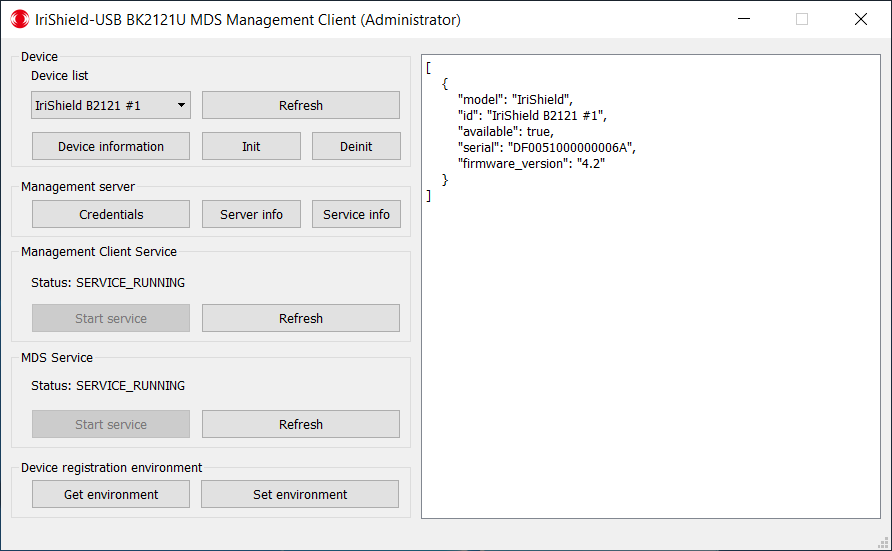 IriShield-USB BK2121U MDS Management Client (Administrator)
Device
Device list
IriShield B2121 #1
Refresh
Device information
Init
Deinit
Management server
Credentials
Server info
Service info
Management Client Service
Status: SERVICE_RUNNING
Start service
Refresh
MDS Service
Status: SERVICE_RUNNING
Start service
Refresh
Device registration environment
Get environment
Set environment
[
{
"model": "IriShield",
"id": "IriShield B2121 #1",
"available": true,
"serial": "DF0051000000006A",
"firmware_version": "4.2"
}
]